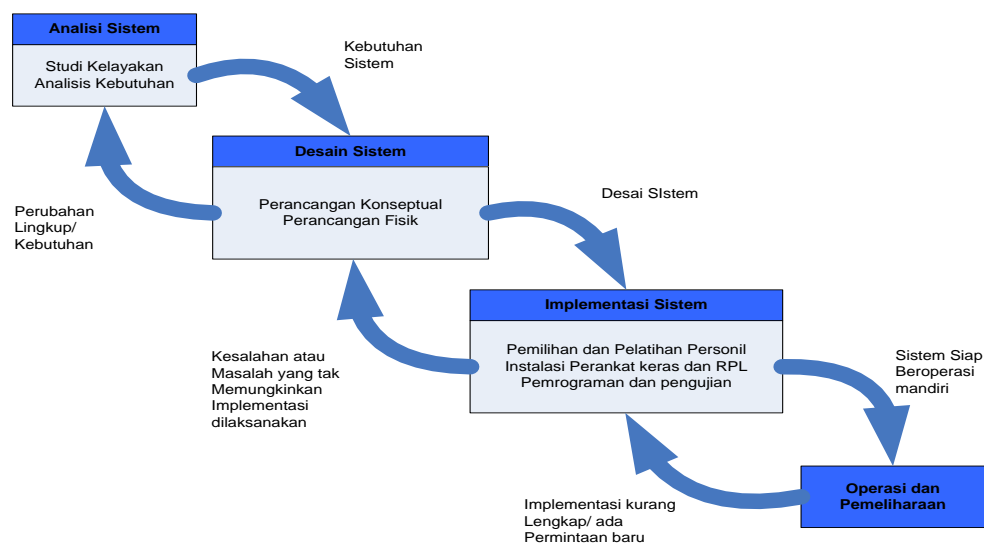 Analisi Sistem
Studi Kelayakan
Analisis Kebutuhan
Kebutuhan
Sistem
Desain Sistem
Perancangan Konseptual
Perancangan Fisik
Perubahan
Lingkup/
Kebutuhan
Desai SIstem
Implementasi Sistem
Pemilihan dan Pelatihan Personil
Instalasi Perankat keras dan RPL
Pemrograman dan pengujian
Kesalahan atau
Masalah yang tak
Memungkinkan
Implementasi
dilaksanakan
Sistem Siap
Beroperasi
mandiri
Operasi dan
Pemeliharaan
Implementasi kurang
Lengkap/ ada
Permintaan baru